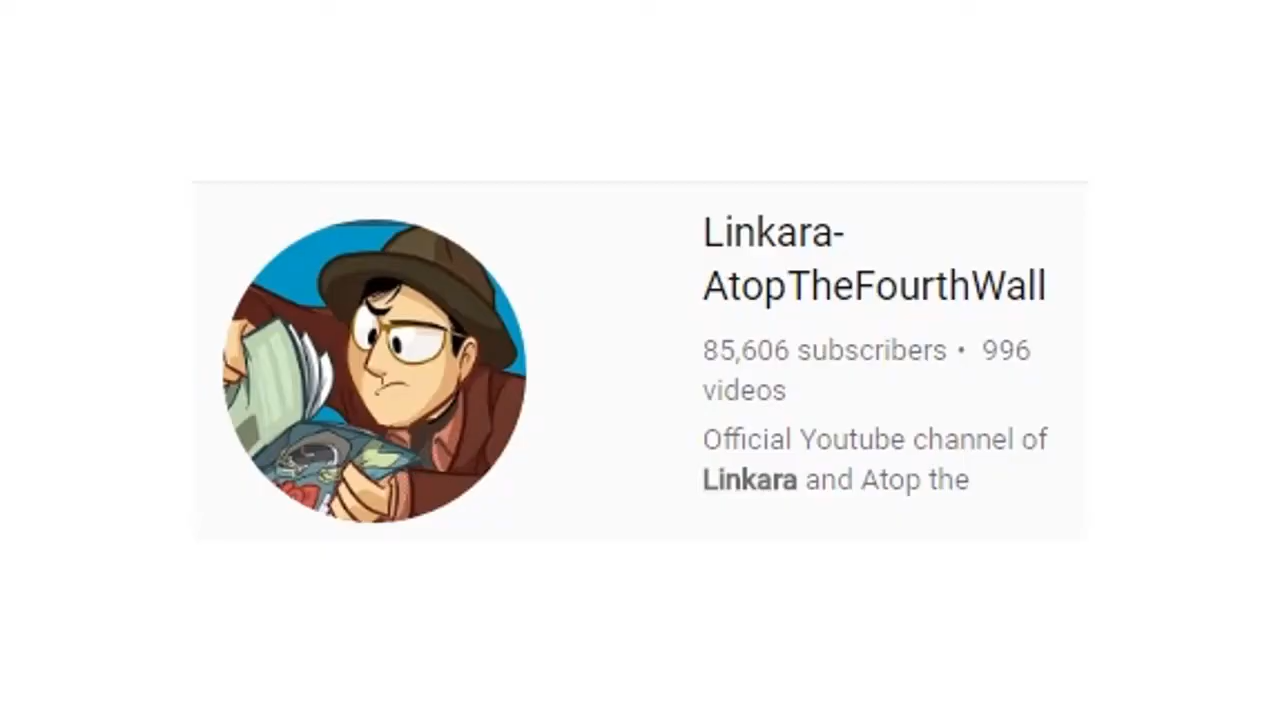 Linkara-
AtopTheFourthWall
85,606 subscribers • 996
videos
Official Youtube channel of
Linkara and Atop the